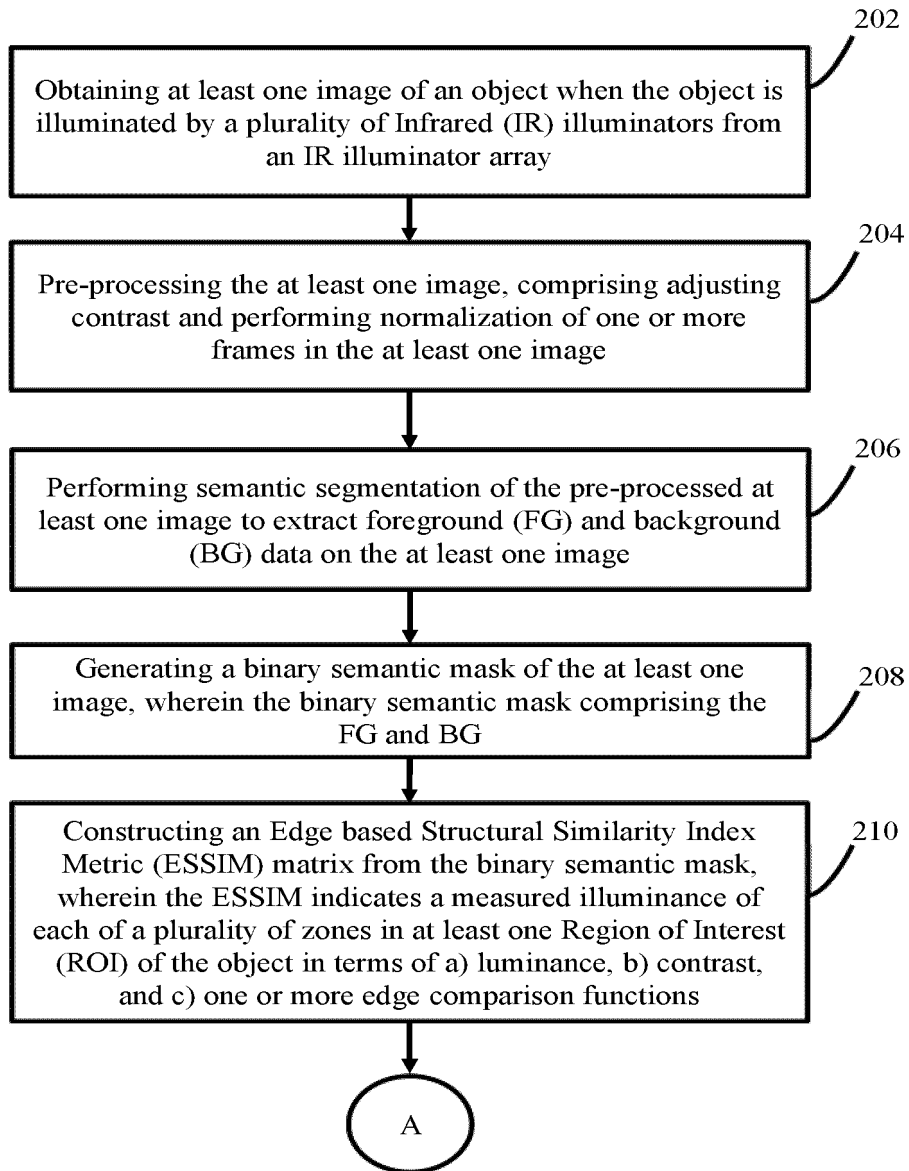 202
Obtaining at least one image of an object when the object is
illuminated by a plurality of Infrared (IR) illuminators from
an IR illuminator array
204
Pre-processing the at least one image, comprising adjusting
contrast and performing normalization of one or more
frames in the at least one image
206
Performing semantic segmentation of the pre-processed at
least one image to extract foreground (FG) and background
(BG) data on the at least one image
Generating a binary semantic mask of the at least one
image, wherein the binary semantic mask comprising the
FG and BG
208
Constructing an Edge based Structural Similarity Index
Metric (ESSIM) matrix from the binary semantic mask,
wherein the ESSIM indicates a measured illuminance of
each of a plurality of zones in at least one Region of Interest
(ROI) of the object in terms of a) luminance, b) contrast,
and c) one or more edge comparison functions
210
A